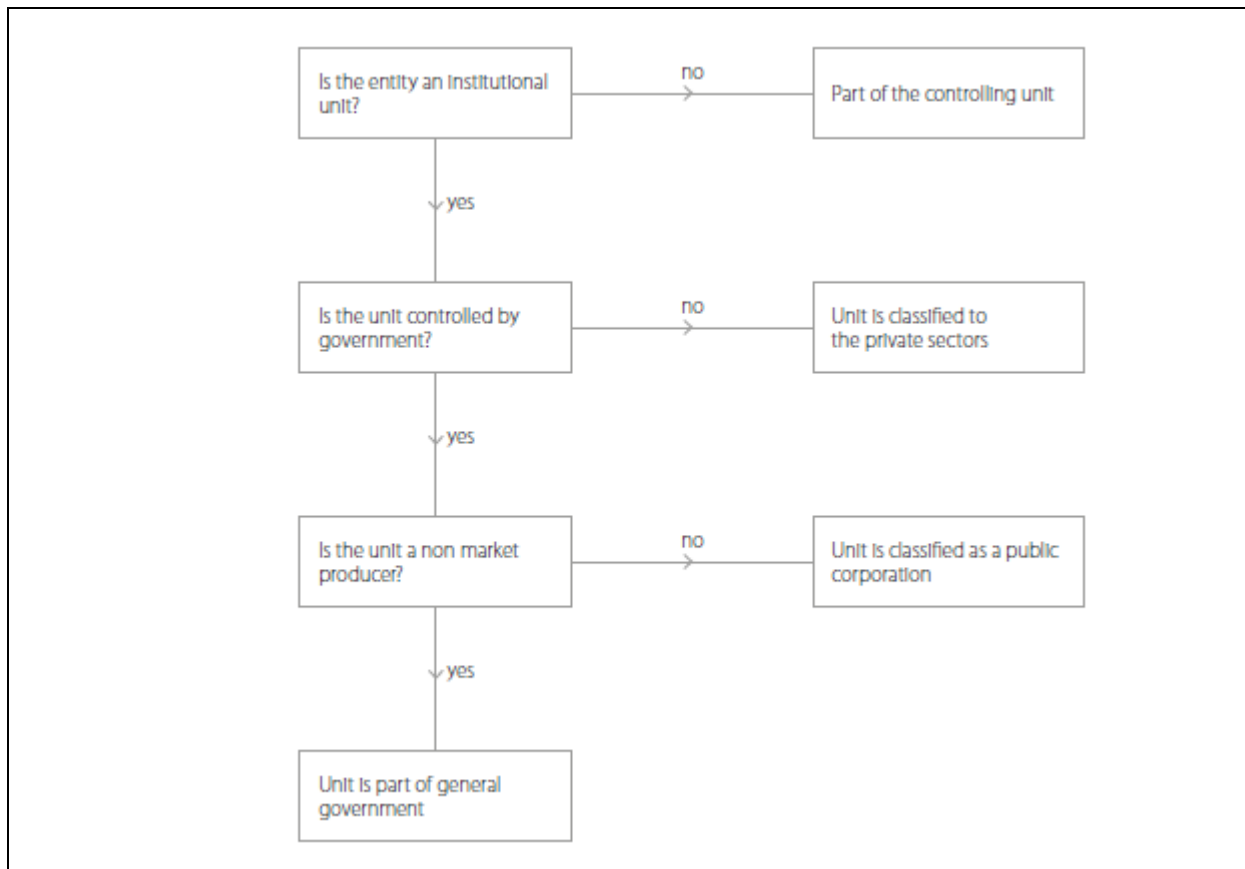 Is the entity an institutional
unit?
no
Part of the controlling unit
yes
Is the unit controlled by
government?
no
Unit is classified to
the private sectors
yes
Is the unit a non market
producer?
no
Unit is classified as a public
corporation
yes
Unit is part of general
government